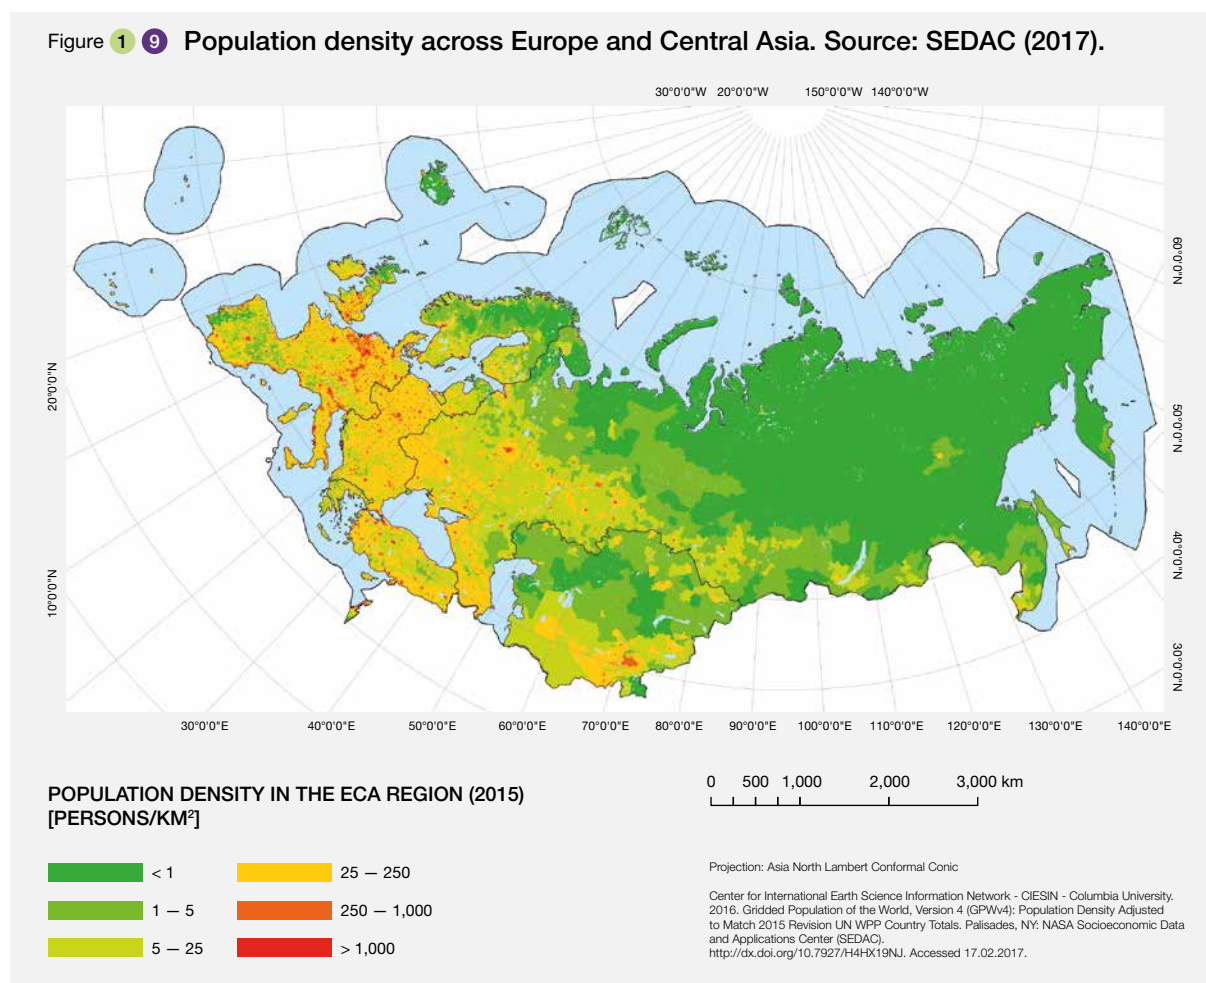 Figure 1 9 Population density across Europe and Central Asia. Source: SEDAC (2017).
30°0'0"W 20°0'0"W 150°0'0"W 140°0'0"W
60°0'0"N
20°0'0"N
50°0'0"N
40°0'0"N
10°0'0"N
30°0'0"N
30°0'0"E 40°0'0"E 50°0'0"E 60°0'0"E 70°0'0"E 80°0'0"E 90°0'0"E 100°0'0"E 110°0'0"E 120°0'0"E 130°0'0"E 140°0'0"E
POPULATION DENSITY IN THE ECA REGION (2015)
[PERSONS/KM²]
0 500 1,000 2,000 3,000 km
< 1
25 — 250
1 — 5
250 — 1,000
5 — 25
> 1,000
Projection: Asia North Lambert Conformal Conic
Center for International Earth Science Information Network - CIESIN - Columbia University.
2016. Gridded Population of the World, Version 4 (GPWv4): Population Density Adjusted
to Match 2015 Revision UN WPP Country Totals. Palisades, NY: NASA Socioeconomic Data
and Applications Center (SEDAC).
http://dx.doi.org/10.7927/H4HX19NJ. Accessed 17.02.2017.